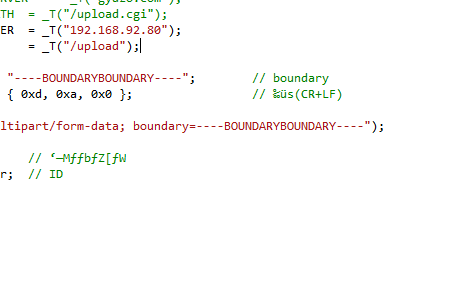 TH  = _T("/upload.cgi");
ER  = _T("192.168.92.80");
= _T("/upload");
"----BOUNDARYBOUNDARY----";        // boundary
{ 0xd, 0xa, 0x0 };                 // ‰üs(CR+LF)
ltipart/form-data; boundary=----BOUNDARYBOUNDARY----");
// ‘—MƒƒbƒZ[ƒW
r;  // ID